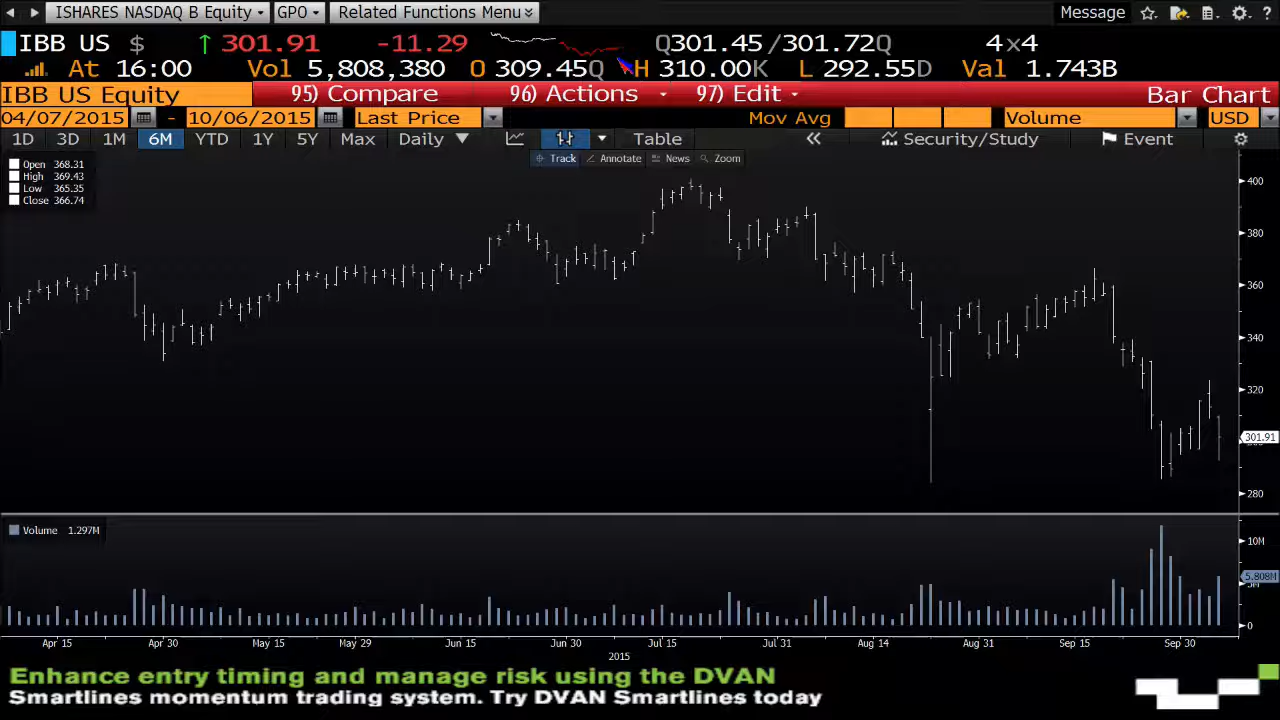 ISHARES NASDAQ B Equity GPO Related Functions Menu Message ?
IBB US $ 301.91 -11.29 Q301.45/301.72Q 4x4
At 16:00 Vol 5,808,380 O 309.45Q H 310.00K L 292.55D Val 1.743B
IBB US Equity 95) Compare 96) Actions 97) Edit Bar Chart
04/07/2015 - 10/06/2015 Last Price Mov Avg Volume USD
1D 3D 1M 6M YTD 1Y 5Y Max Daily Table Security/Study Event
Track Annotate News Zoom
Open 368.31
High 369.43
Low 365.35
Close 366.74
400
380
360
340
320
301.91
280
Volume 1.297M
10M
5.808M
0
Apr 15 Apr 30 May 15 May 29 Jun 15 Jun 30 Jul 15 Jul 31 Aug 14 Aug 31 Sep 15 Sep 30
2015
Enhance entry timing and manage risk using the DVAN
Smartlines momentum trading system. Try DVAN Smartlines today